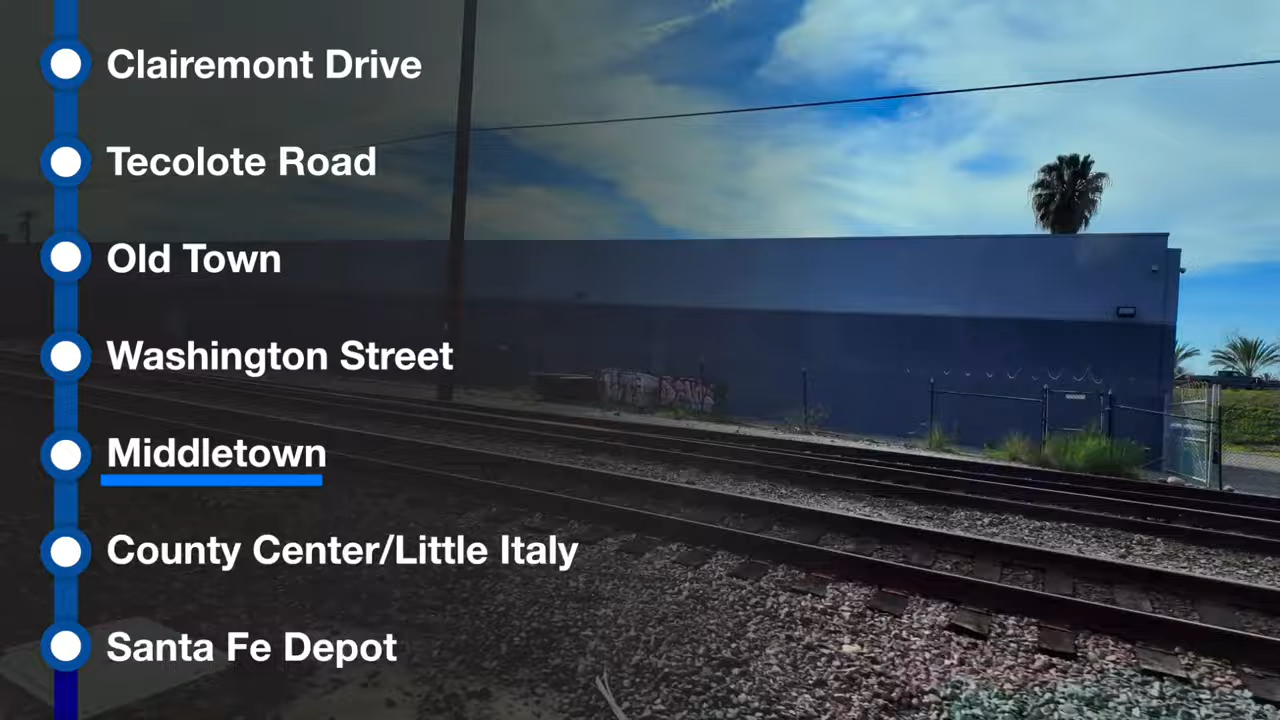 Clairemont Drive
Tecolote Road
Old Town
Washington Street
Middletown
County Center/Little Italy
Santa Fe Depot